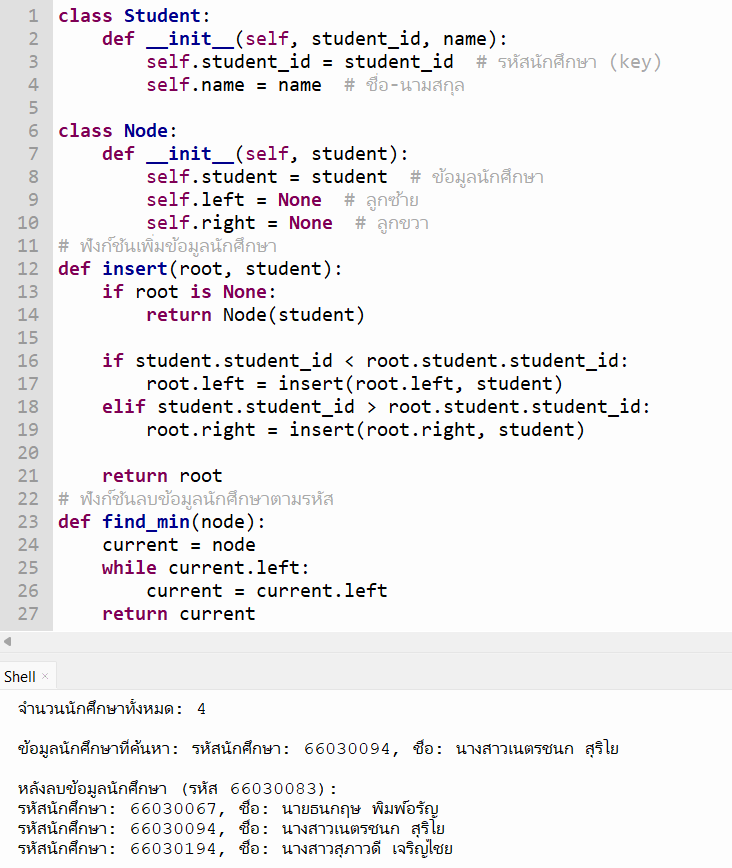 1 class Student:
2 def __init__(self, student_id, name):
3 self.student_id = student_id # รหัสนักศึกษา (key)
4 self.name = name # ชื่อ-นามสกุล
5
6 class Node:
7 def __init__(self, student):
8 self.student = student # ข้อมูลนักศึกษา
9 self.left = None # ลูกซ้าย
10 self.right = None # ลูกขวา
11 # ฟังก์ชันเพิ่มข้อมูลนักศึกษา
12 def insert(root, student):
13 if root is None:
14 return Node(student)
15
16 if student.student_id < root.student.student_id:
17 root.left = insert(root.left, student)
18 elif student.student_id > root.student.student_id:
19 root.right = insert(root.right, student)
20
21 return root
22 # ฟังก์ชันลบข้อมูลนักศึกษาตามรหัส
23 def find_min(node):
24 current = node
25 while current.left:
26 current = current.left
27 return current
Shell ×
จำนวนนักศึกษาทั้งหมด: 4
ข้อมูลนักศึกษาที่ค้นหา: รหัสนักศึกษา: 66030094, ชื่อ: นางสาวเนตรชนก สุริไย
หลังลบข้อมูลนักศึกษา (รหัส 66030083):
รหัสนักศึกษา: 66030067, ชื่อ: นายธนกฤษ พิมพ์อรัญ
รหัสนักศึกษา: 66030094, ชื่อ: นางสาวเนตรชนก สุริไย
รหัสนักศึกษา: 66030194, ชื่อ: นางสาวสุภาวดี เจริญไชย